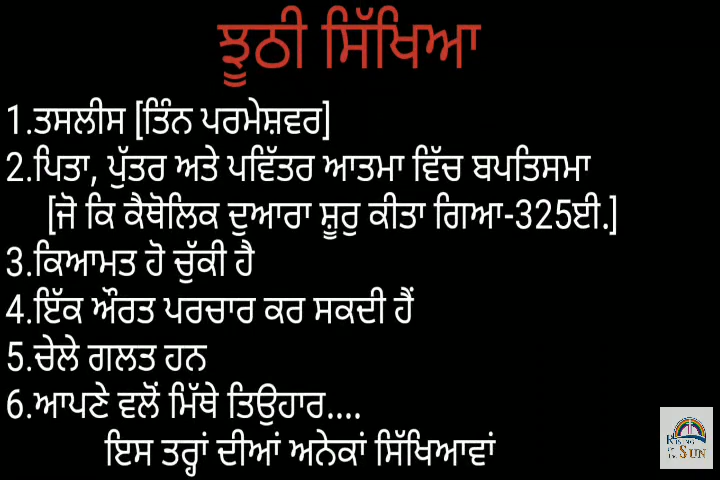 ਝੂਠੀ ਸਿੱਖਿਆ
1.ਤਸਲੀਸ [ਤਿੰਨ ਪਰਮੇਸ਼ਵਰ]
2.ਪਿਤਾ, ਪੁੱਤਰ ਅਤੇ ਪਵਿੱਤਰ ਆਤਮਾ ਵਿੱਚ ਬਪਤਿਸਮਾ
[ਜੋ ਕਿ ਕੈਥੋਲਿਕ ਦੁਆਰਾ ਸ਼ੂਰੁ ਕੀਤਾ ਗਿਆ-325ਈ.]
3.ਕਿਆਮਤ ਹੋ ਚੁੱਕੀ ਹੈ
4.ਇੱਕ ਔਰਤ ਪਰਚਾਰ ਕਰ ਸਕਦੀ ਹੈਂ
5.ਚੇਲੇ ਗਲਤ ਹਨ
6.ਆਪਣੇ ਵਲੋਂ ਮਿੱਥੇ ਤਿਉਹਾਰ....
ਇਸ ਤਰ੍ਹਾਂ ਦੀਆਂ ਅਨੇਕਾਂ ਸਿੱਖਿਆਵਾਂ
RISING
SUN